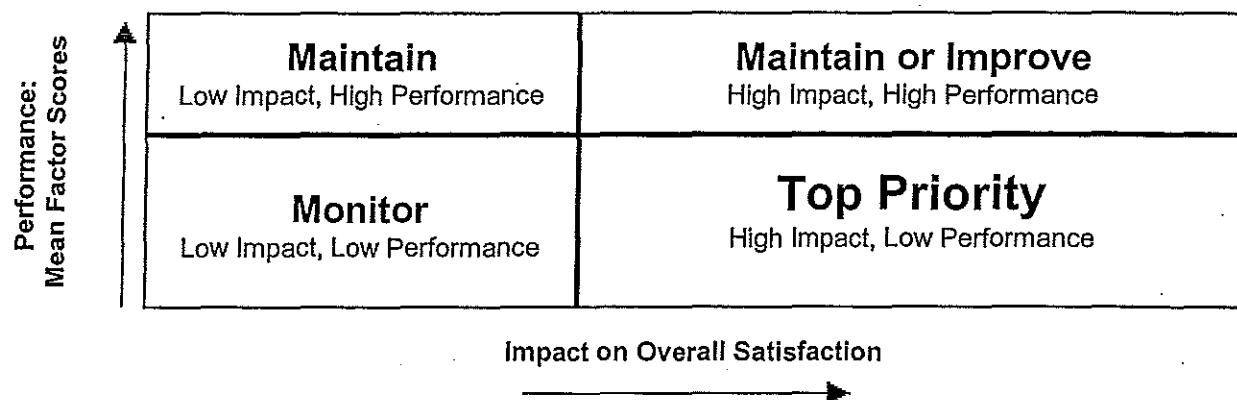 Performance:
Mean Factor Scores
Maintain
Low Impact, High Performance
Maintain or Improve
High Impact, High Performance
Monitor
Low Impact, Low Performance
Top Priority
High Impact, Low Performance
Impact on Overall Satisfaction